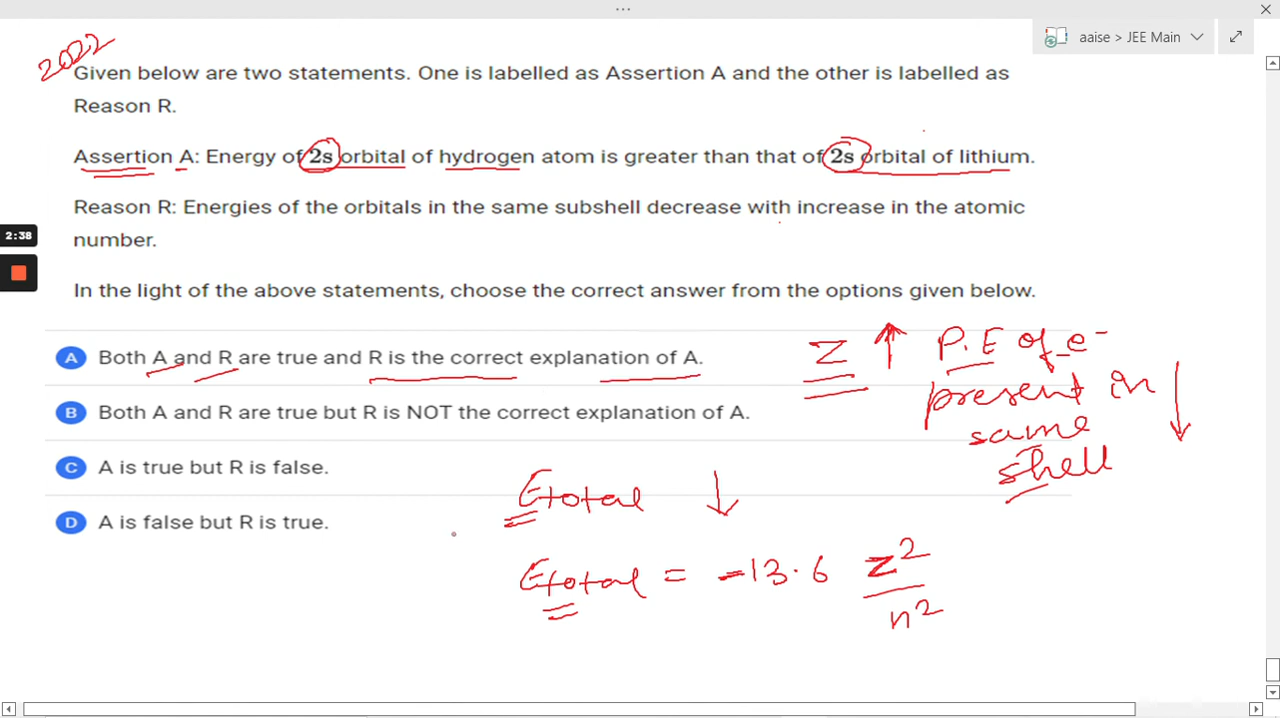 aaise > JEE Main
2022
Given below are two statements. One is labelled as Assertion A and the other is labelled as
Reason R.
Assertion A: Energy of 2s orbital of hydrogen atom is greater than that of 2s orbital of lithium.
Reason R: Energies of the orbitals in the same subshell decrease with increase in the atomic
number.
2:38
In the light of the above statements, choose the correct answer from the options given below.
A Both A and R are true and R is the correct explanation of A.
B Both A and R are true but R is NOT the correct explanation of A.
C A is true but R is false.
D A is false but R is true.
Z ↑ P.E of e⁻
present in ↓
same
shell
Etotal ↓
Etotal = -13.6 Z²/n²